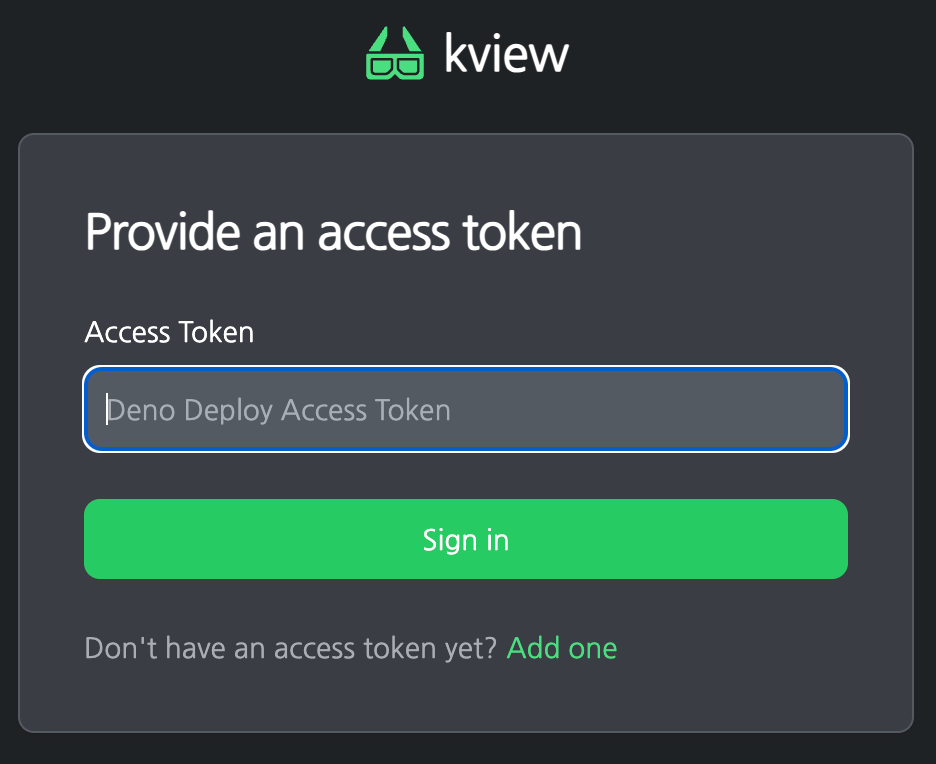 kview
Provide an access token
Access Token
Deno Deploy Access Token
Sign in
Don't have an access token yet? Add one